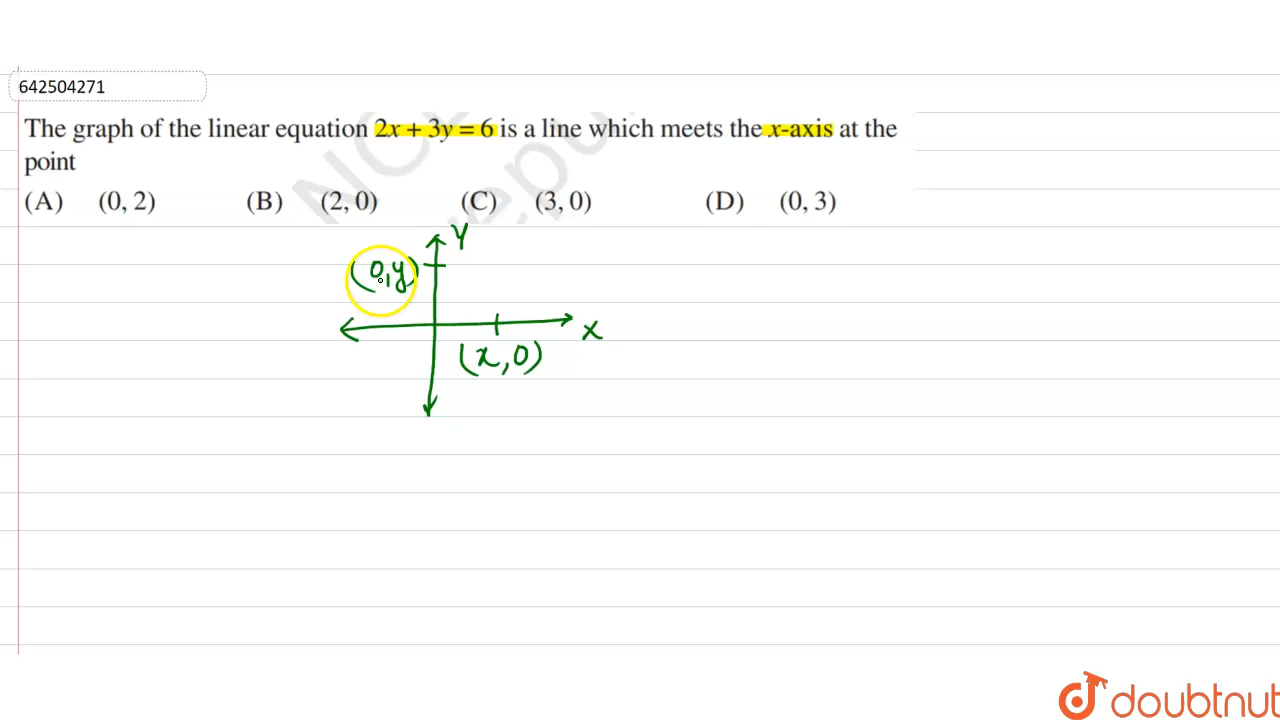 642504271
The graph of the linear equation 2x + 3y = 6 is a line which meets the x-axis at the
point
(A) (0, 2) (B) (2, 0) (C) (3, 0) (D) (0, 3)
Y
(0,y)
X
(x,0)
doubtnut